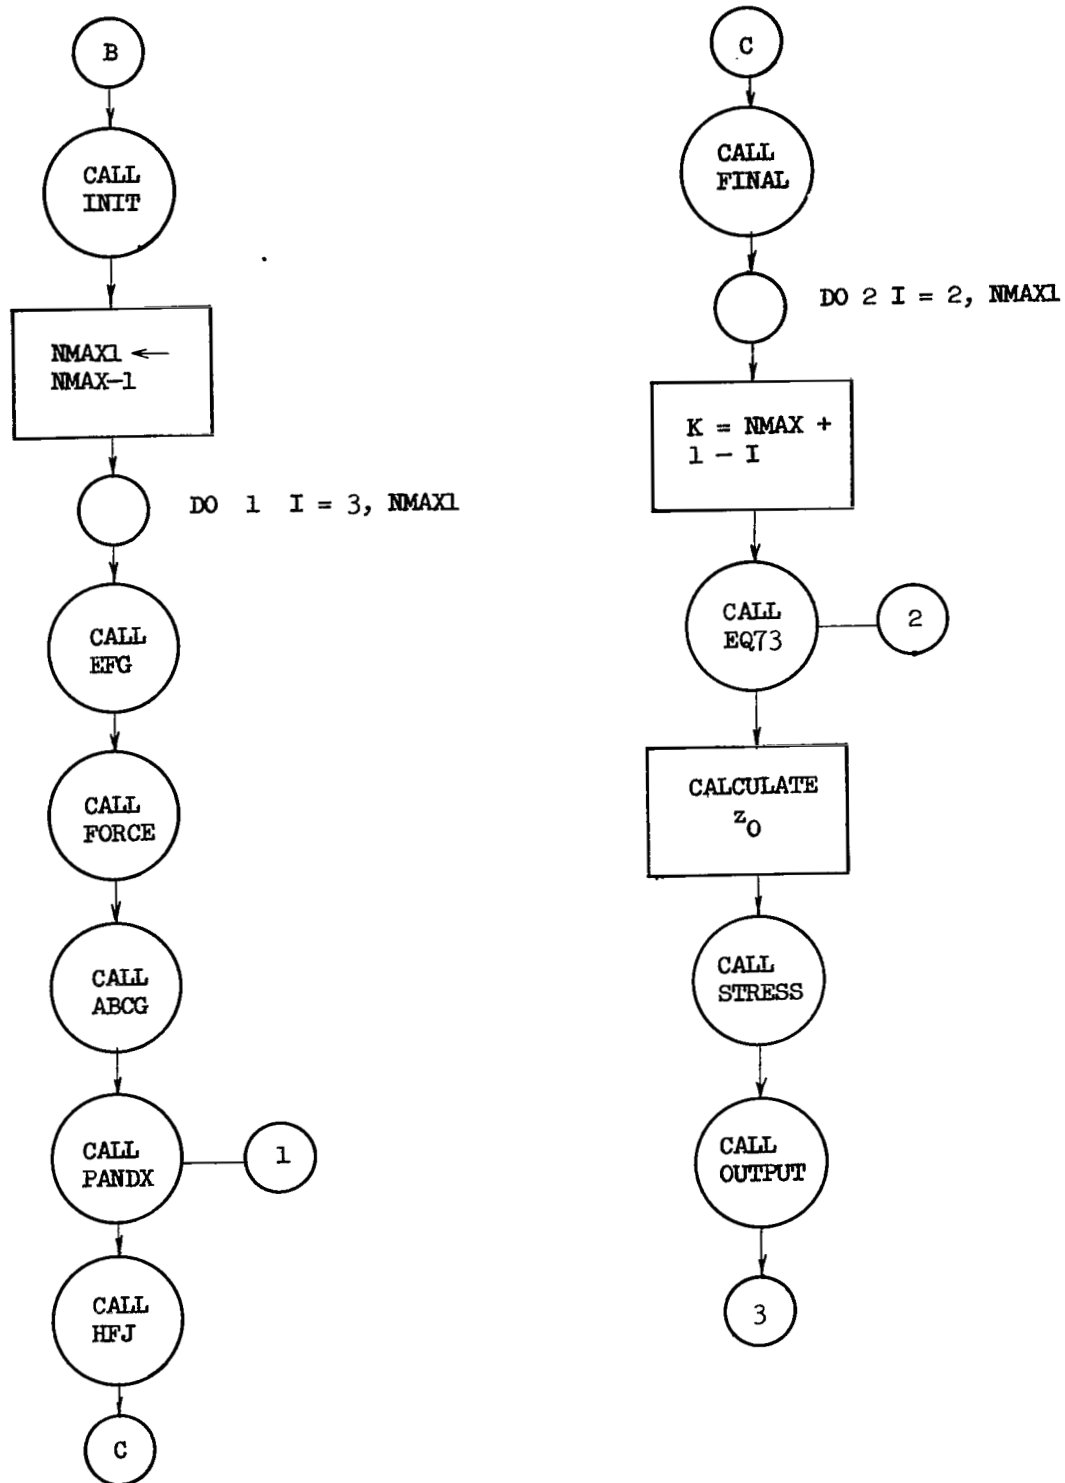 B
CALL
INIT
NMAX1 ←
NMAX-1
DO 1 I = 3, NMAX1
CALL
EFG
CALL
FORCE
CALL
ABCG
CALL
PANDX
1
CALL
HFJ
C
C
CALL
FINAL
DO 2 I = 2, NMAX1
K = NMAX +
1 - I
CALL
EQ73
2
CALCULATE
z0
CALL
STRESS
CALL
OUTPUT
3